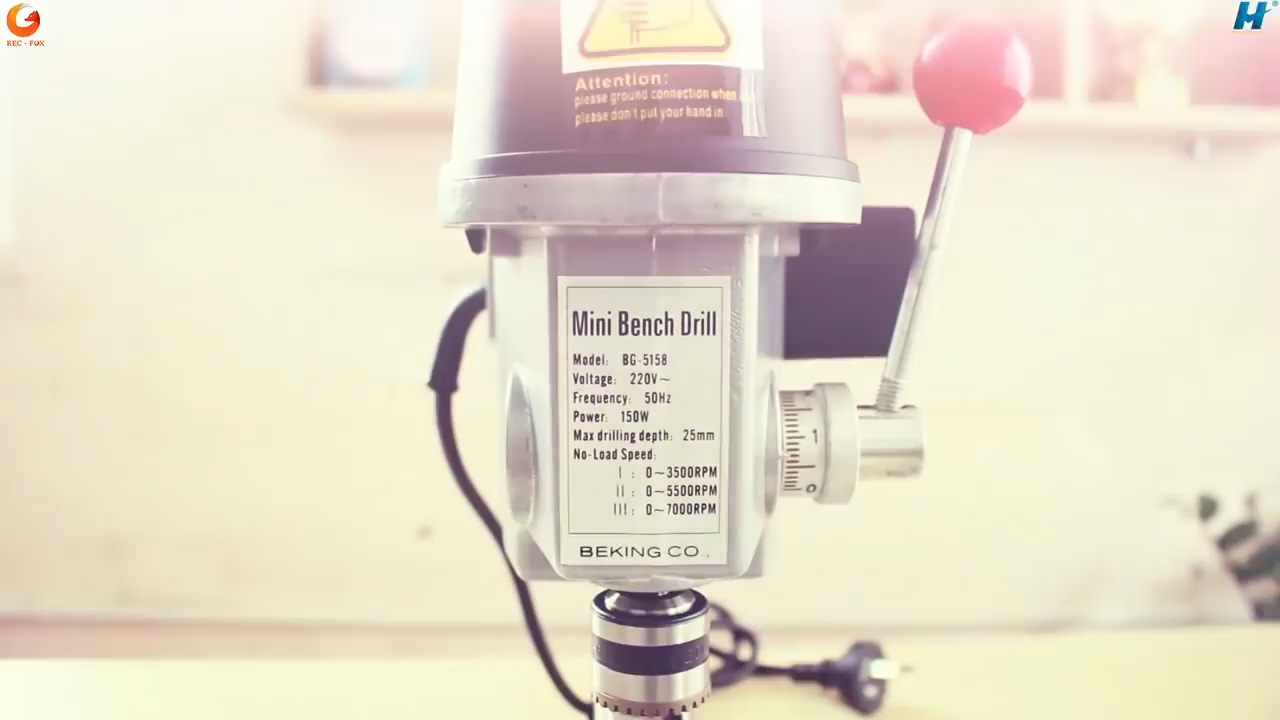 REC - FOX
H®
Attention:
please ground connection when
please don't put your hand in
Mini Bench Drill
Model: BG-5158
Voltage: 220V~
Frequency: 50Hz
Power: 150W
Max drilling depth: 25mm
No-Load Speed:
I : 0~3500RPM
II : 0~5500RPM
III : 0~7000RPM
BEKING CO.,
1
0